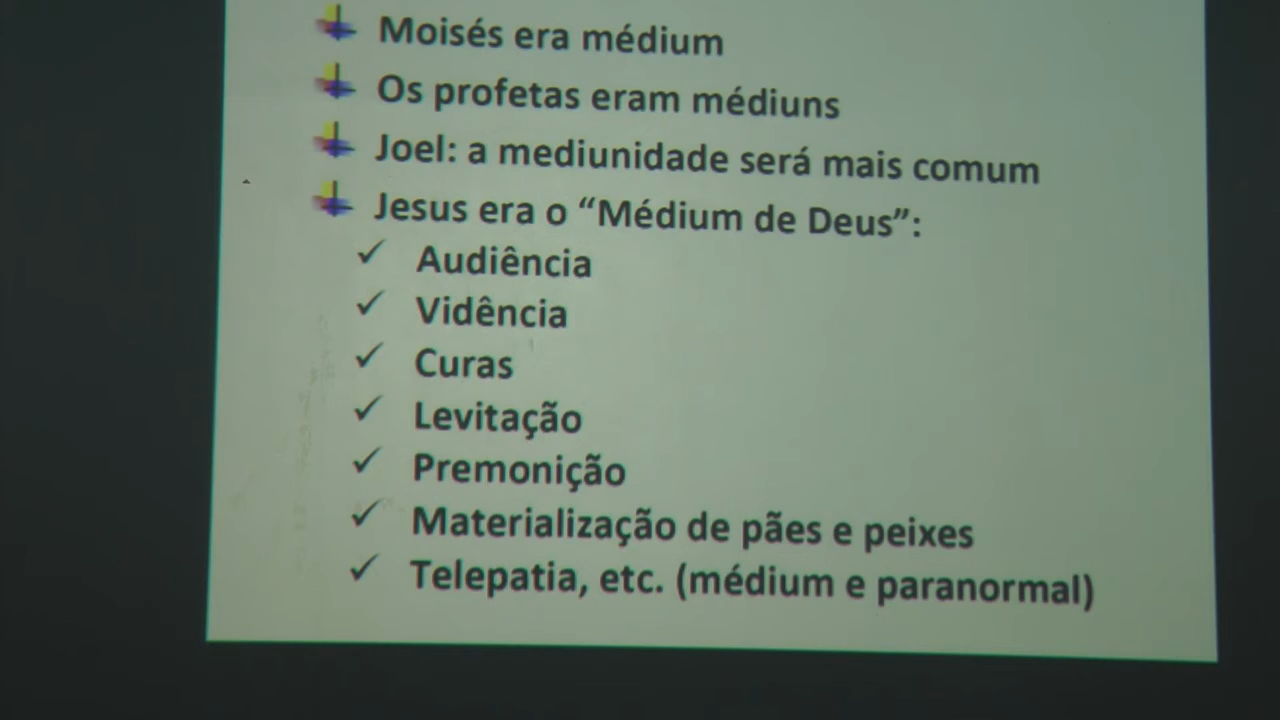 Moisés era médium
Os profetas eram médiuns
Joel: a mediunidade será mais comum
Jesus era o “Médium de Deus”:
Audiência
Vidência
Curas
Levitação
Premonição
Materialização de pães e peixes
Telepatia, etc. (médium e paranormal)